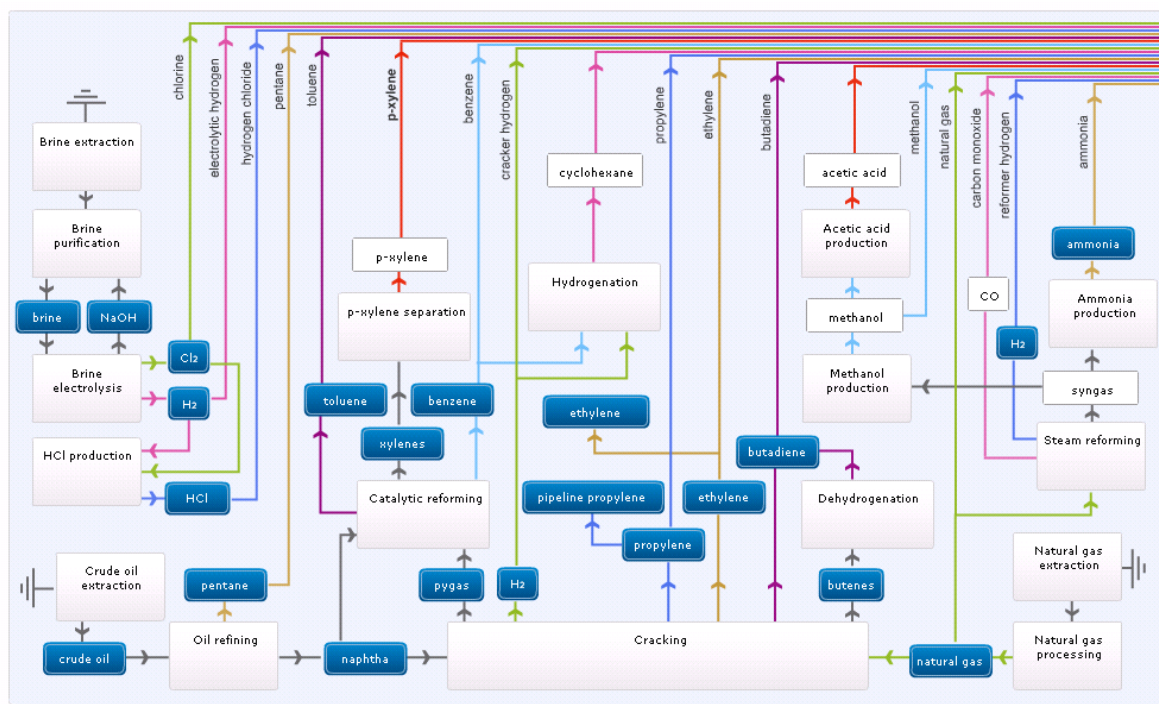 chlorine
electrolytic hydrogen
hydrogen chloride
pentane
toluene
p-xylene
benzene
cracker hydrogen
propylene
ethylene
butadiene
methanol
natural gas
carbon monoxide
reformer hydrogen
ammonia
Brine extraction
cyclohexane
acetic acid
Brine
purification
p-xylene
Acetic acid
production
ammonia
Hydrogenation
CO
Ammonia
production
brine
NaOH
p-xylene separation
methanol
H2
Cl2
Brine
electrolysis
Methanol
production
syngas
H2
toluene
benzene
ethylene
xylenes
butadiene
Steam reforming
HCl production
HCl
Catalytic reforming
pipeline propylene
ethylene
Dehydrogenation
propylene
Crude oil
extraction
pentane
pygas
H2
butenes
Natural gas
extraction
Oil refining
Cracking
Natural gas
processing
crude oil
naphtha
natural gas